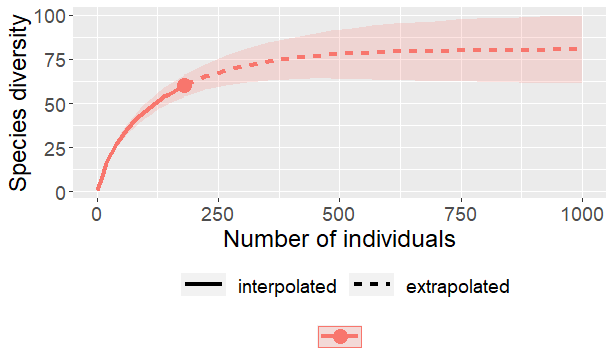 Species diversity
100
75
50
25
0
0 250 500 750 1000
Number of individuals
interpolated extrapolated